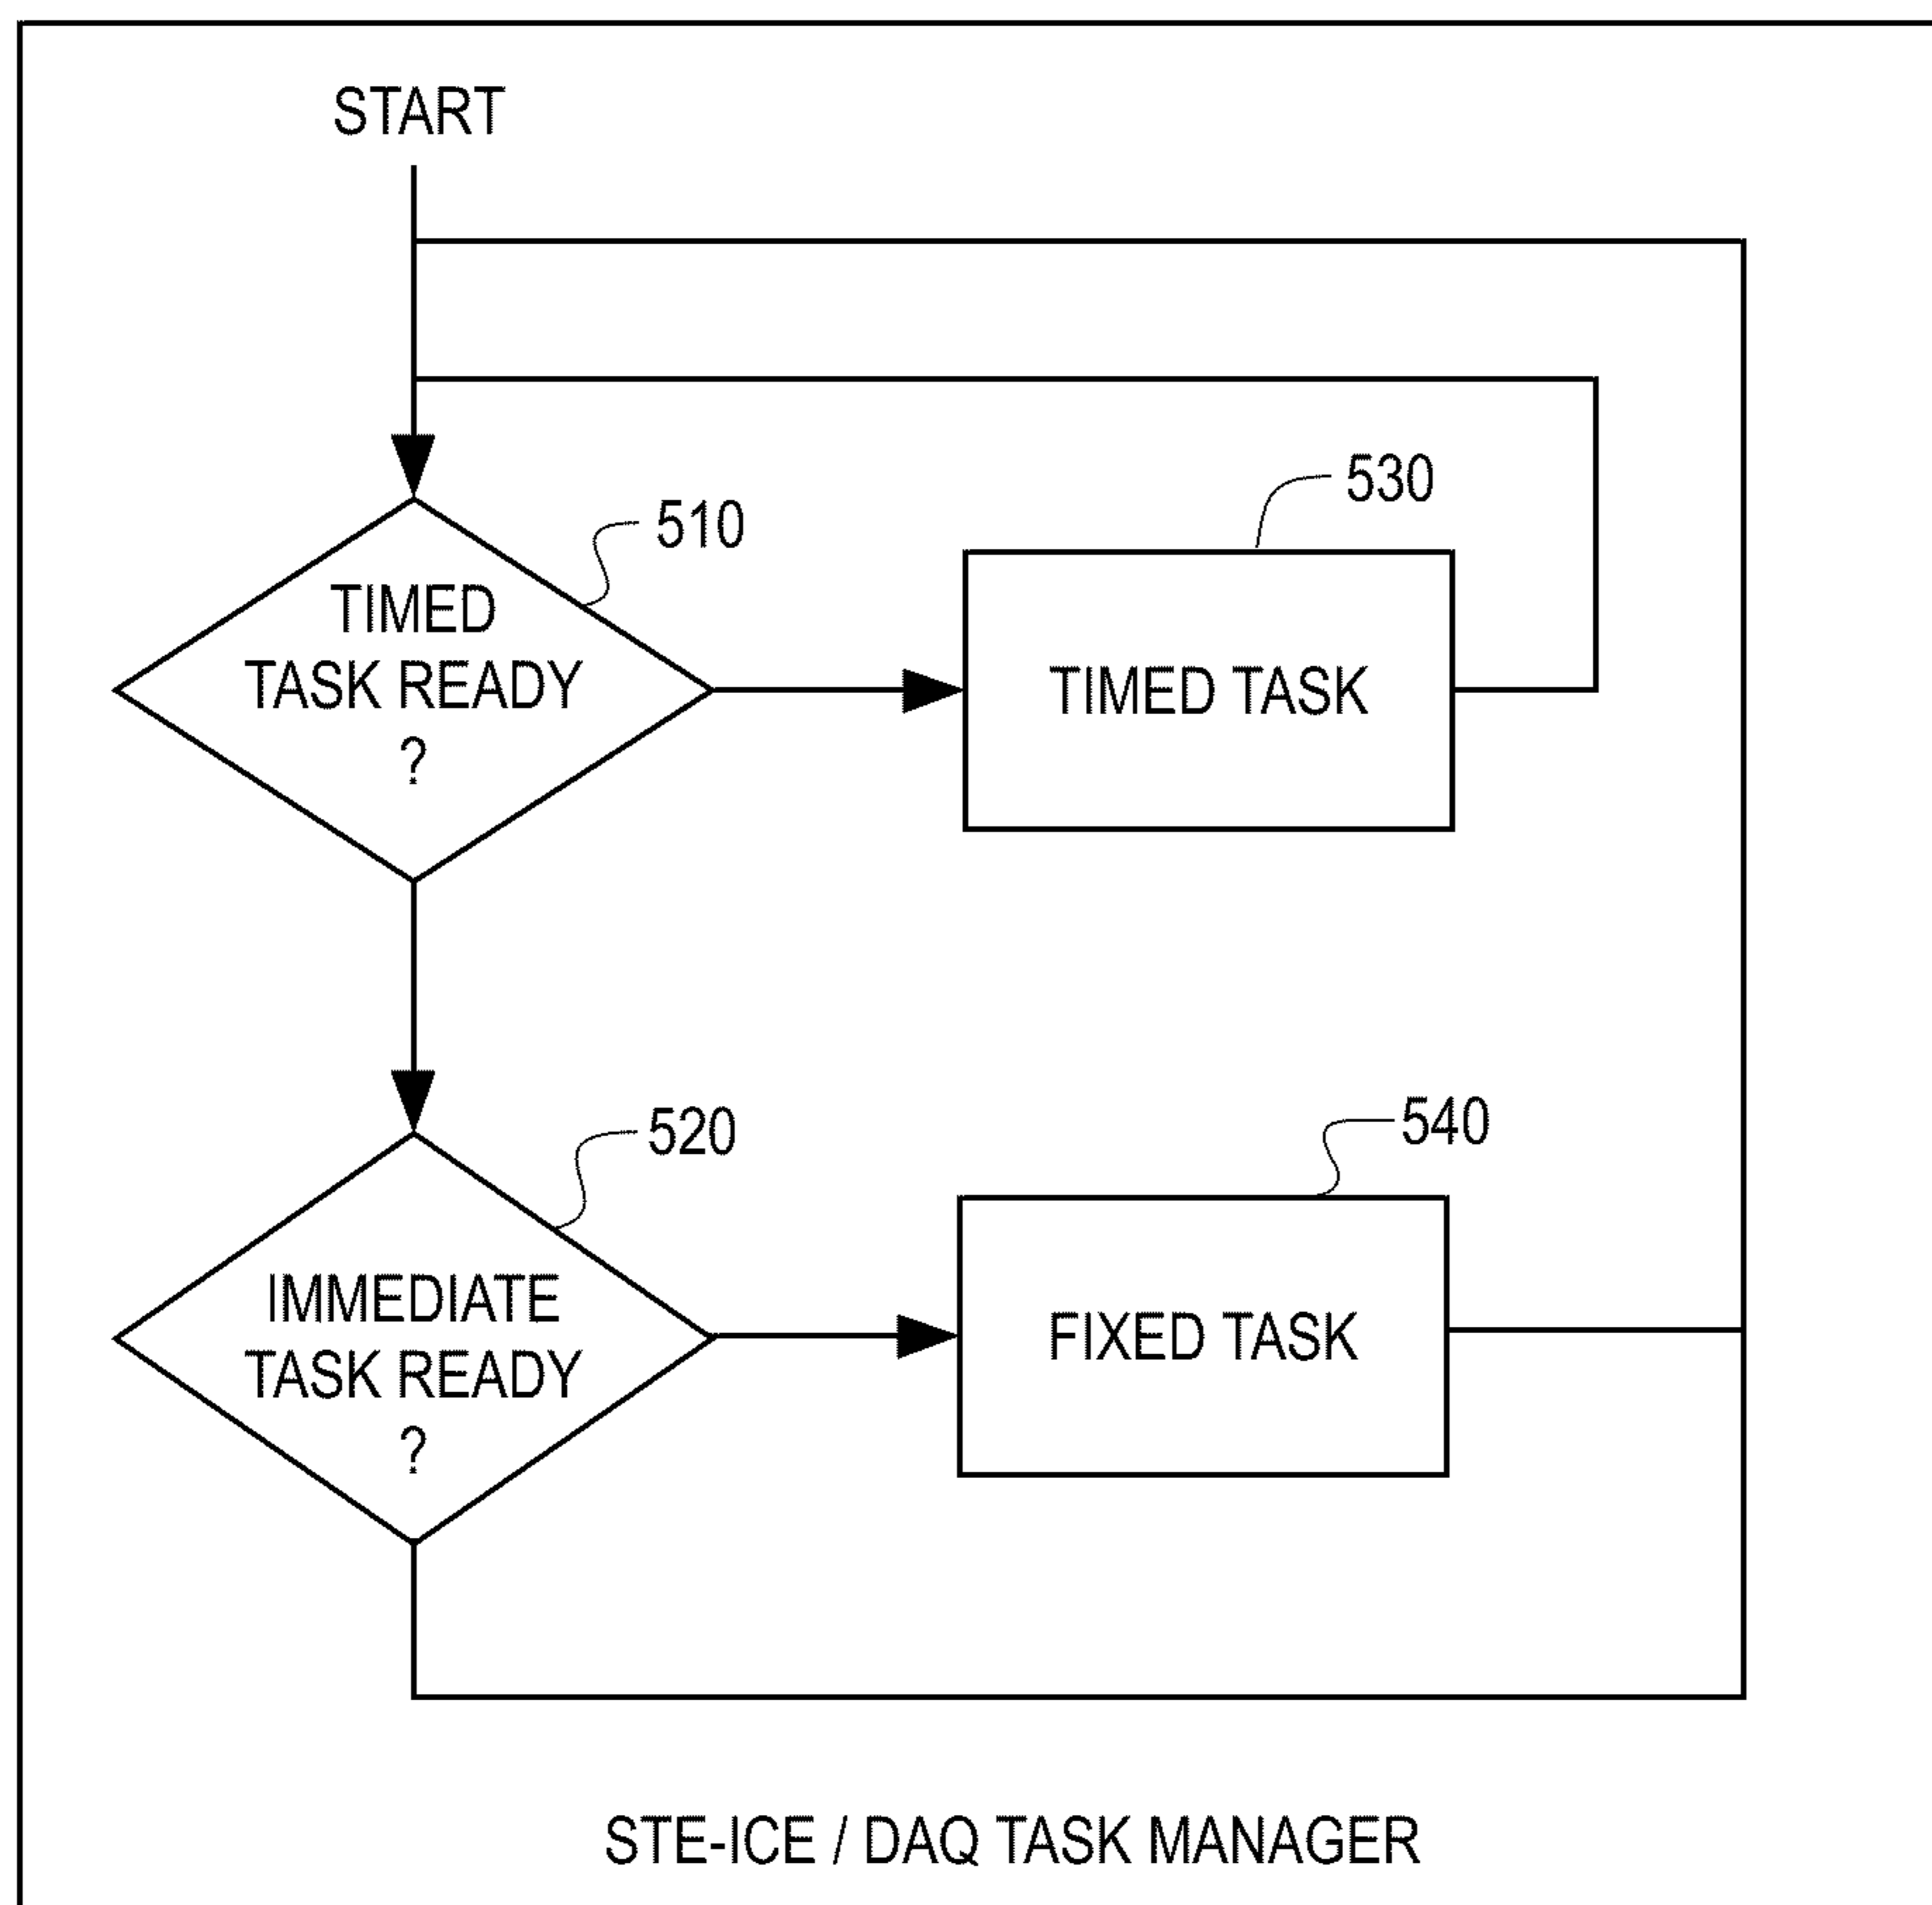 START
510
TIMED
TASK READY
?
530
TIMED TASK
520
IMMEDIATE
TASK READY
?
540
FIXED TASK
STE-ICE / DAQ TASK MANAGER